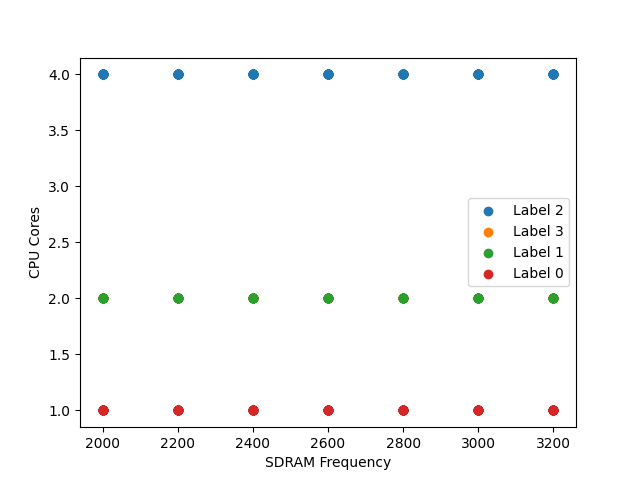 4.0
3.5
3.0
2.5
2.0
1.5
1.0
CPU Cores
Label 2
Label 3
Label 1
Label 0
2000 2200 2400 2600 2800 3000 3200
SDRAM Frequency